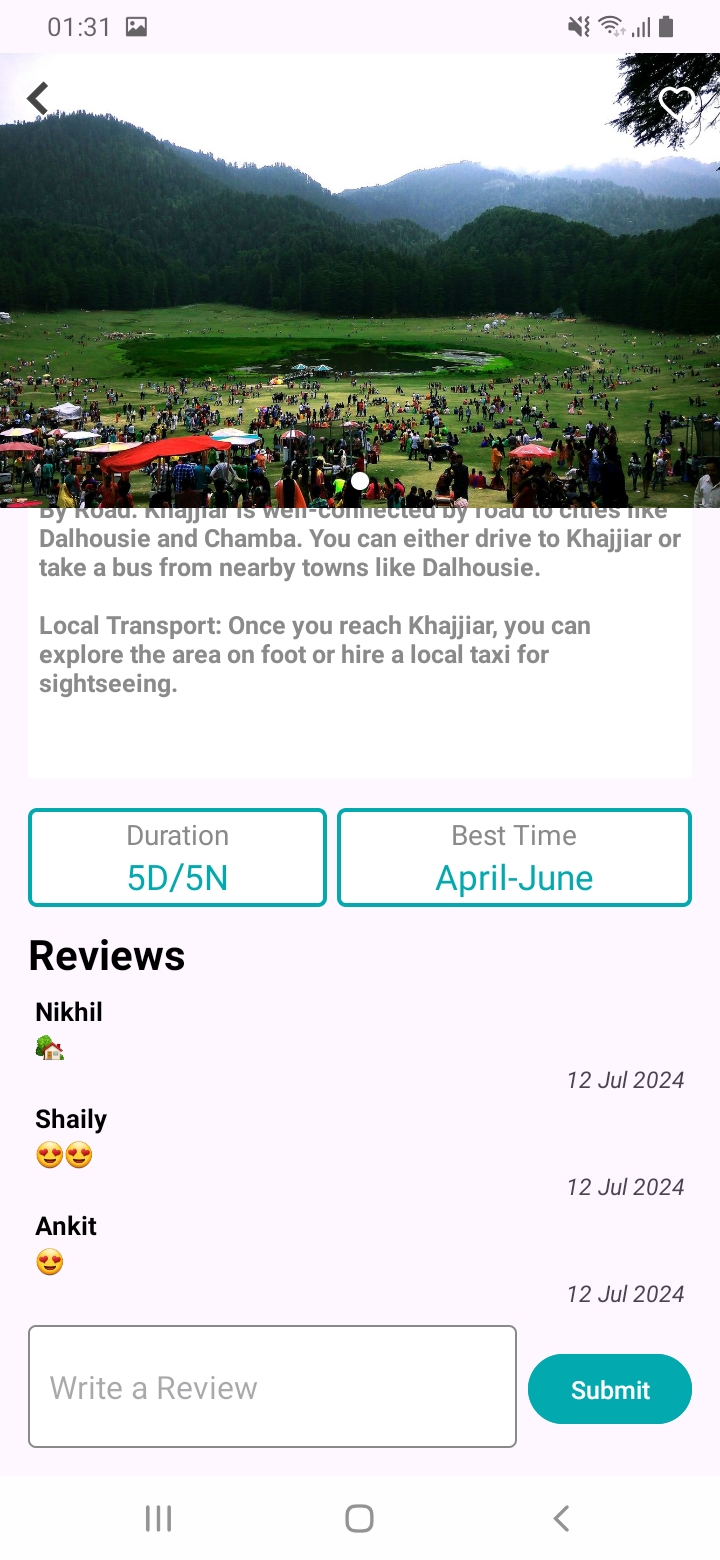 01:31
By Road: Khajjiar is well-connected by road to cities like
Dalhousie and Chamba. You can either drive to Khajjiar or
take a bus from nearby towns like Dalhousie.
Local Transport: Once you reach Khajjiar, you can
explore the area on foot or hire a local taxi for
sightseeing.
Duration
5D/5N
Best Time
April-June
Reviews
Nikhil
🏡
12 Jul 2024
Shaily
😍😍
12 Jul 2024
Ankit
😍
12 Jul 2024
Write a Review
Submit